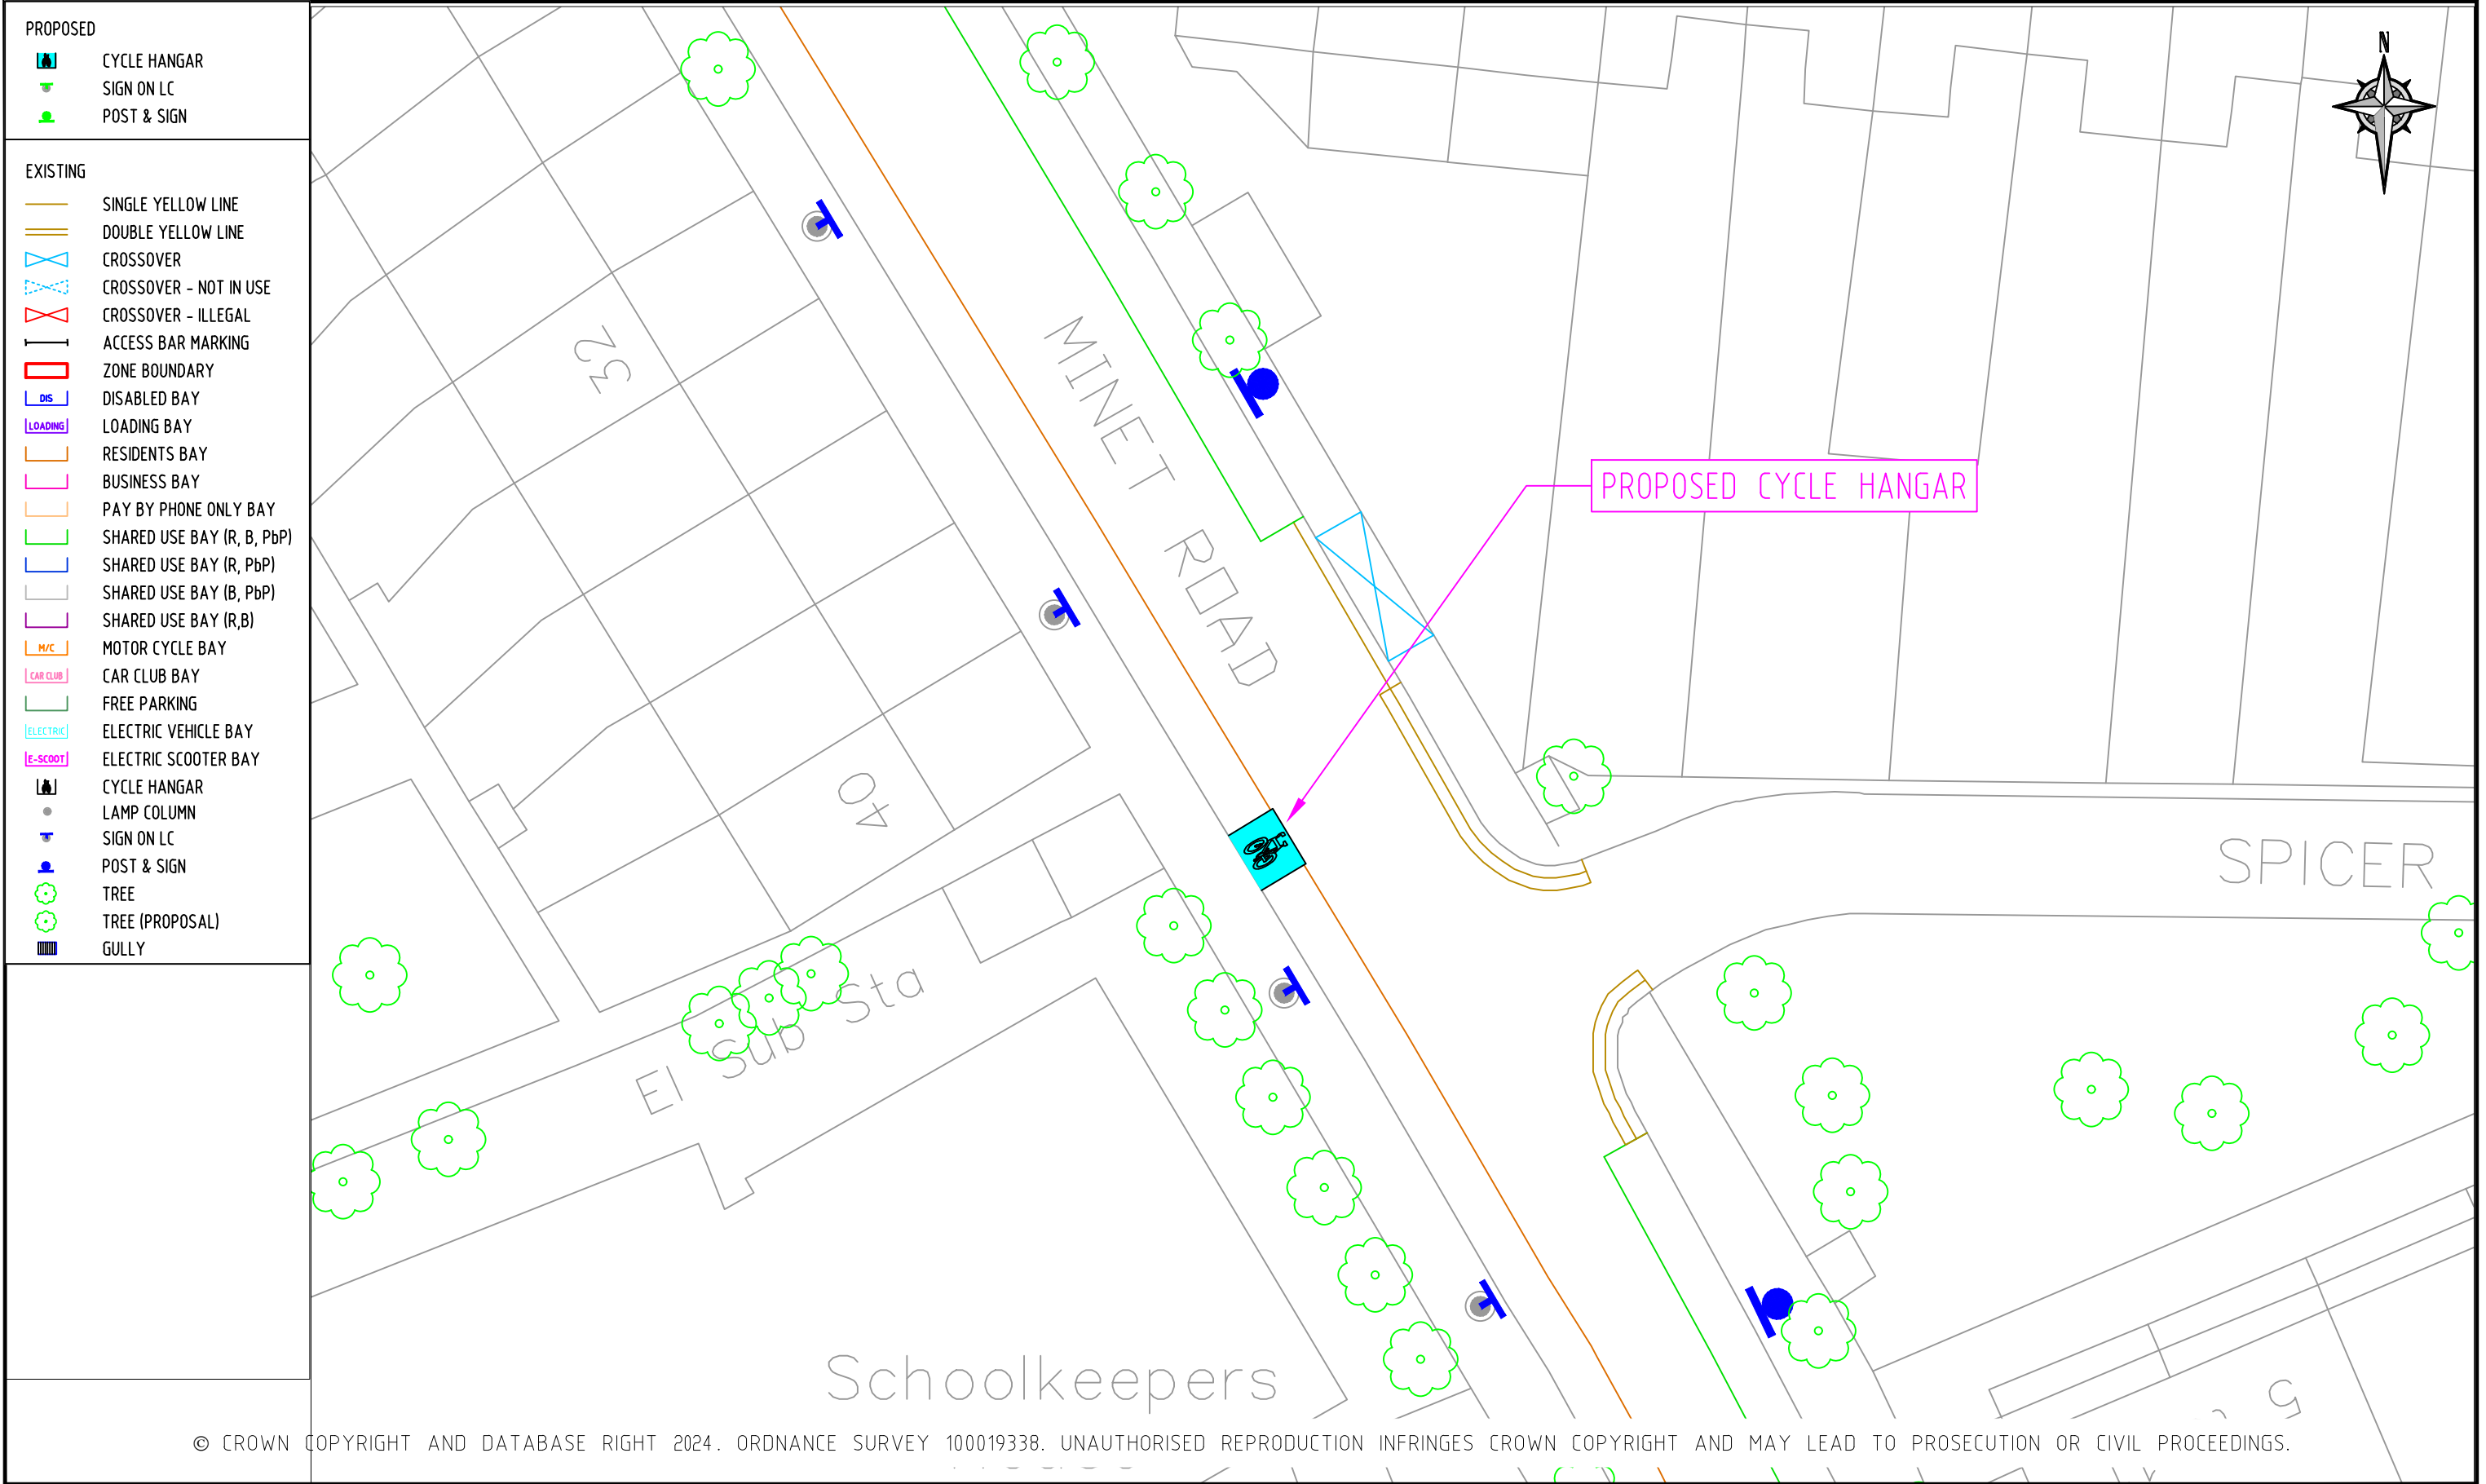 PROPOSED
CYCLE HANGAR
SIGN ON LC
POST & SIGN
EXISTING
SINGLE YELLOW LINE
DOUBLE YELLOW LINE
CROSSOVER
CROSSOVER - NOT IN USE
CROSSOVER - ILLEGAL
ACCESS BAR MARKING
ZONE BOUNDARY
DIS DISABLED BAY
LOADING LOADING BAY
RESIDENTS BAY
BUSINESS BAY
PAY BY PHONE ONLY BAY
SHARED USE BAY (R, B, PbP)
SHARED USE BAY (R, PbP)
SHARED USE BAY (B, PbP)
SHARED USE BAY (R,B)
M/C MOTOR CYCLE BAY
CAR CLUB CAR CLUB BAY
FREE PARKING
ELECTRIC ELECTRIC VEHICLE BAY
E-SCOOT ELECTRIC SCOOTER BAY
CYCLE HANGAR
LAMP COLUMN
SIGN ON LC
POST & SIGN
TREE
TREE (PROPOSAL)
GULLY
N
32
MINET ROAD
PROPOSED CYCLE HANGAR
40
SPICER
El Sub Sta
Schoolkeepers
© CROWN COPYRIGHT AND DATABASE RIGHT 2024. ORDNANCE SURVEY 100019338. UNAUTHORISED REPRODUCTION INFRINGES CROWN COPYRIGHT AND MAY LEAD TO PROSECUTION OR CIVIL PROCEEDINGS.